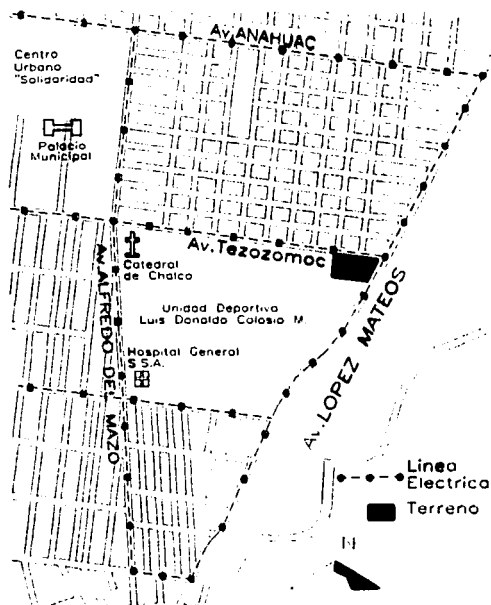 Av. ANAHUAC
Centro
Urbano
"Solidaridad"
Palacio
Municipal
Av. Tezozomoc
Catedral
de Chalco
Av. ALFREDO DEL MAZO
Unidad Deportiva
Luis Donaldo Colosio M.
Hospital General
S.S.A.
Av. LOPEZ MATEOS
Linea
Electrica
Terreno
N